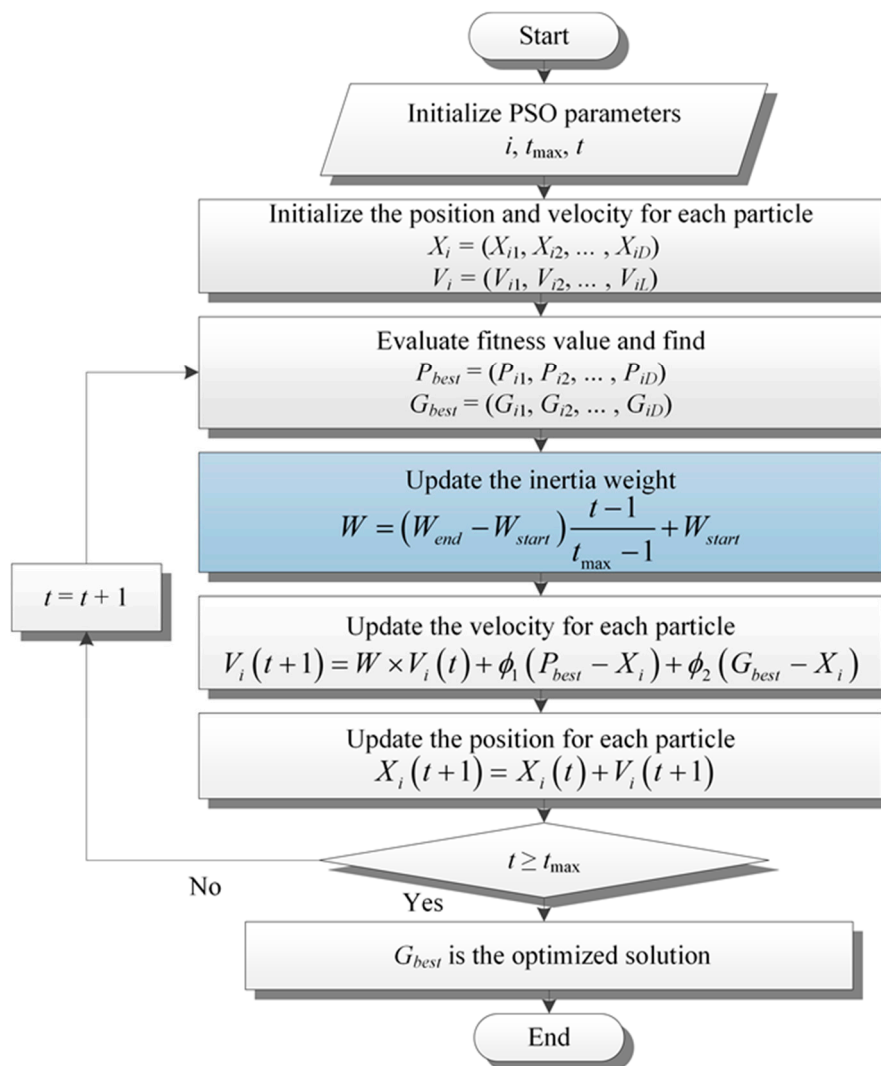 Start
Initialize PSO parameters
i, tmax, t
Initialize the position and velocity for each particle
Xi = (Xi1, Xi2, ... , XiD)
Vi = (Vi1, Vi2, ... , ViL)
Evaluate fitness value and find
Pbest = (Pi1, Pi2, ... , PiD)
Gbest = (Gi1, Gi2, ... , GiD)
Update the inertia weight
W = (Wend − Wstart) (t − 1)/(tmax − 1) + Wstart
t = t + 1
Update the velocity for each particle
Vi (t+1) = W × Vi (t) + ϕ1 (Pbest − Xi) + ϕ2 (Gbest − Xi)
Update the position for each particle
Xi (t+1) = Xi (t) + Vi (t+1)
t ≥ tmax
No
Yes
Gbest is the optimized solution
End